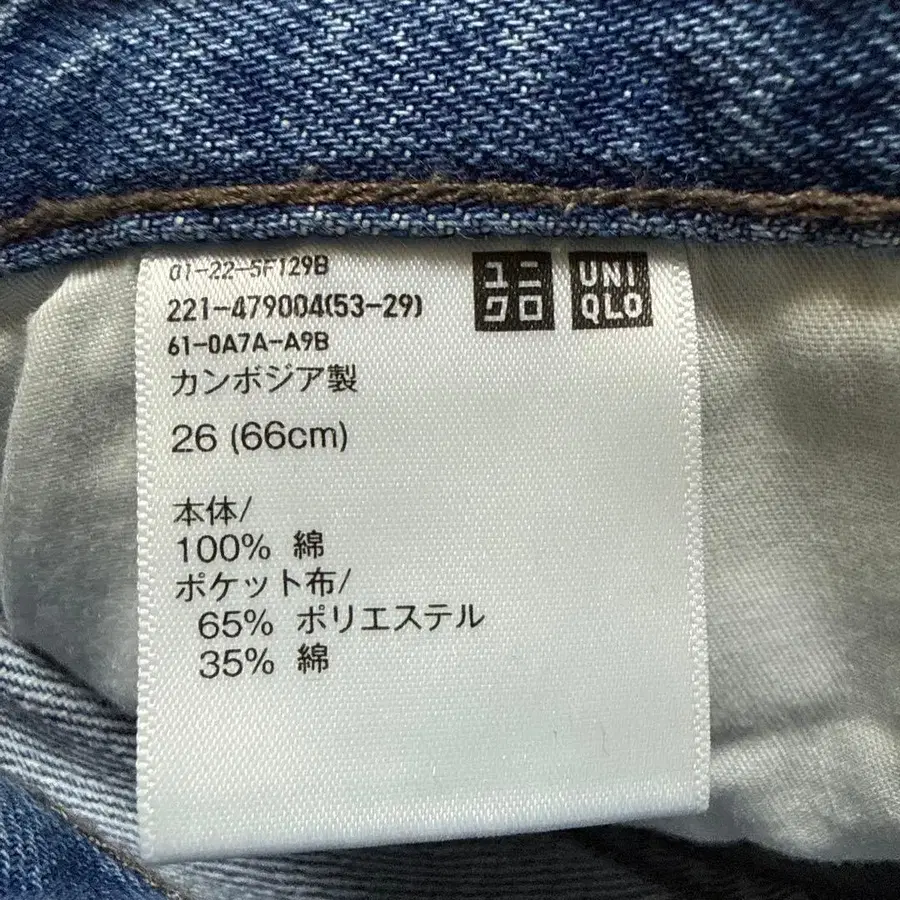 01-22-SF129B
221-479004(53-29)
61-0A7A-A9B
カンボジア製
ユニ
クロ
UNI
QLO
26 (66cm)
本体/
100% 綿
ポケット布/
65% ポリエステル
35% 綿